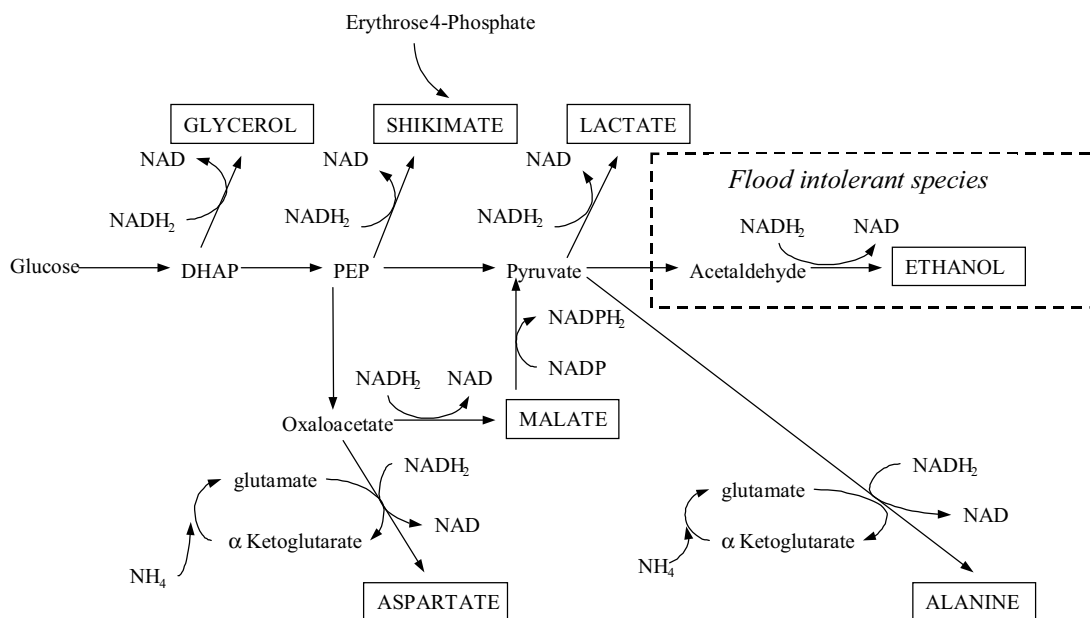 Erythrose 4-Phosphate
GLYCEROL SHIKIMATE LACTATE
NAD NAD NAD
Flood intolerant species
NADH₂ NADH₂ NADH₂ NADH₂ NAD
Glucose DHAP PEP Pyruvate Acetaldehyde ETHANOL
NADPH₂
NADP
NADH₂ NAD
Oxaloacetate MALATE
NADH₂ NADH₂
glutamate glutamate
NAD NAD
α Ketoglutarate α Ketoglutarate
NH₄ NH₄
ASPARTATE ALANINE